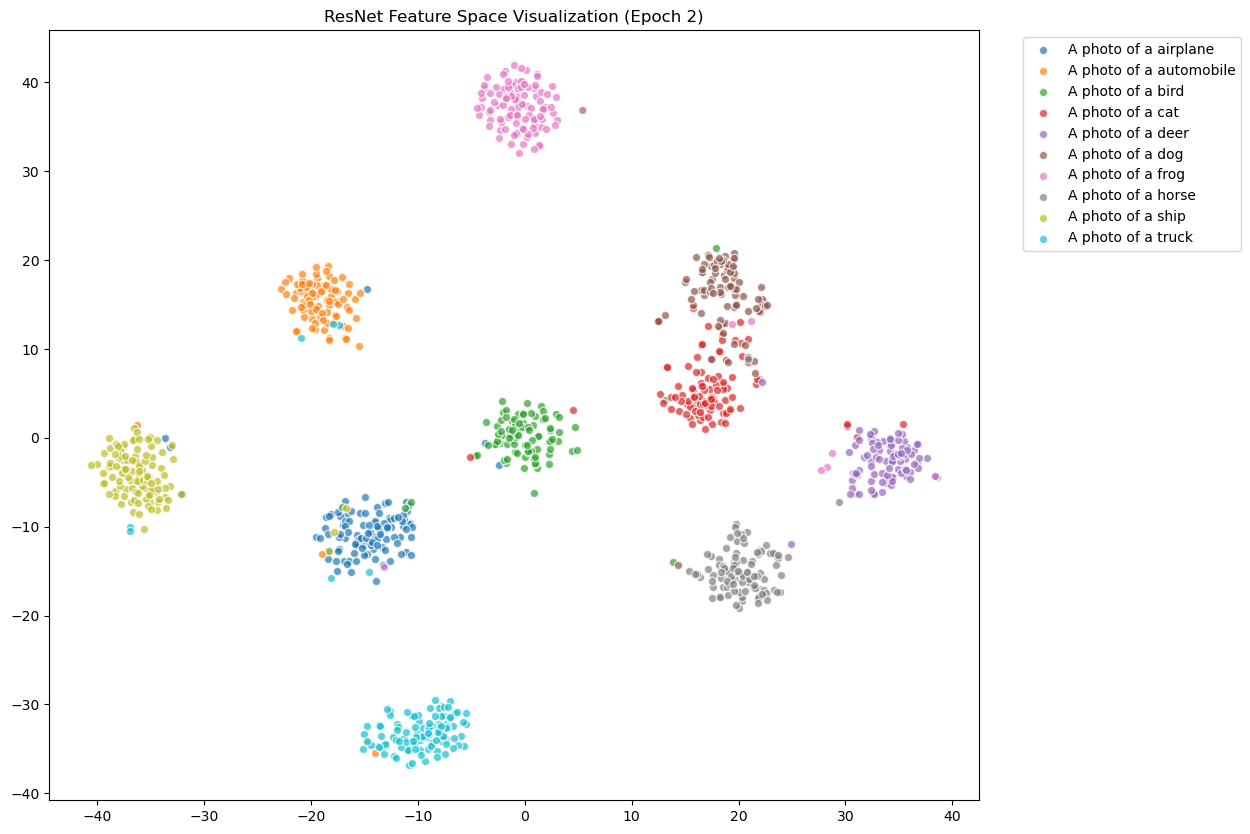 ResNet Feature Space Visualization (Epoch 2)
A photo of a airplane
A photo of a automobile
A photo of a bird
A photo of a cat
A photo of a deer
A photo of a dog
A photo of a frog
A photo of a horse
A photo of a ship
A photo of a truck
40
30
20
10
0
−10
−20
−30
−40
−40 −30 −20 −10 0 10 20 30 40